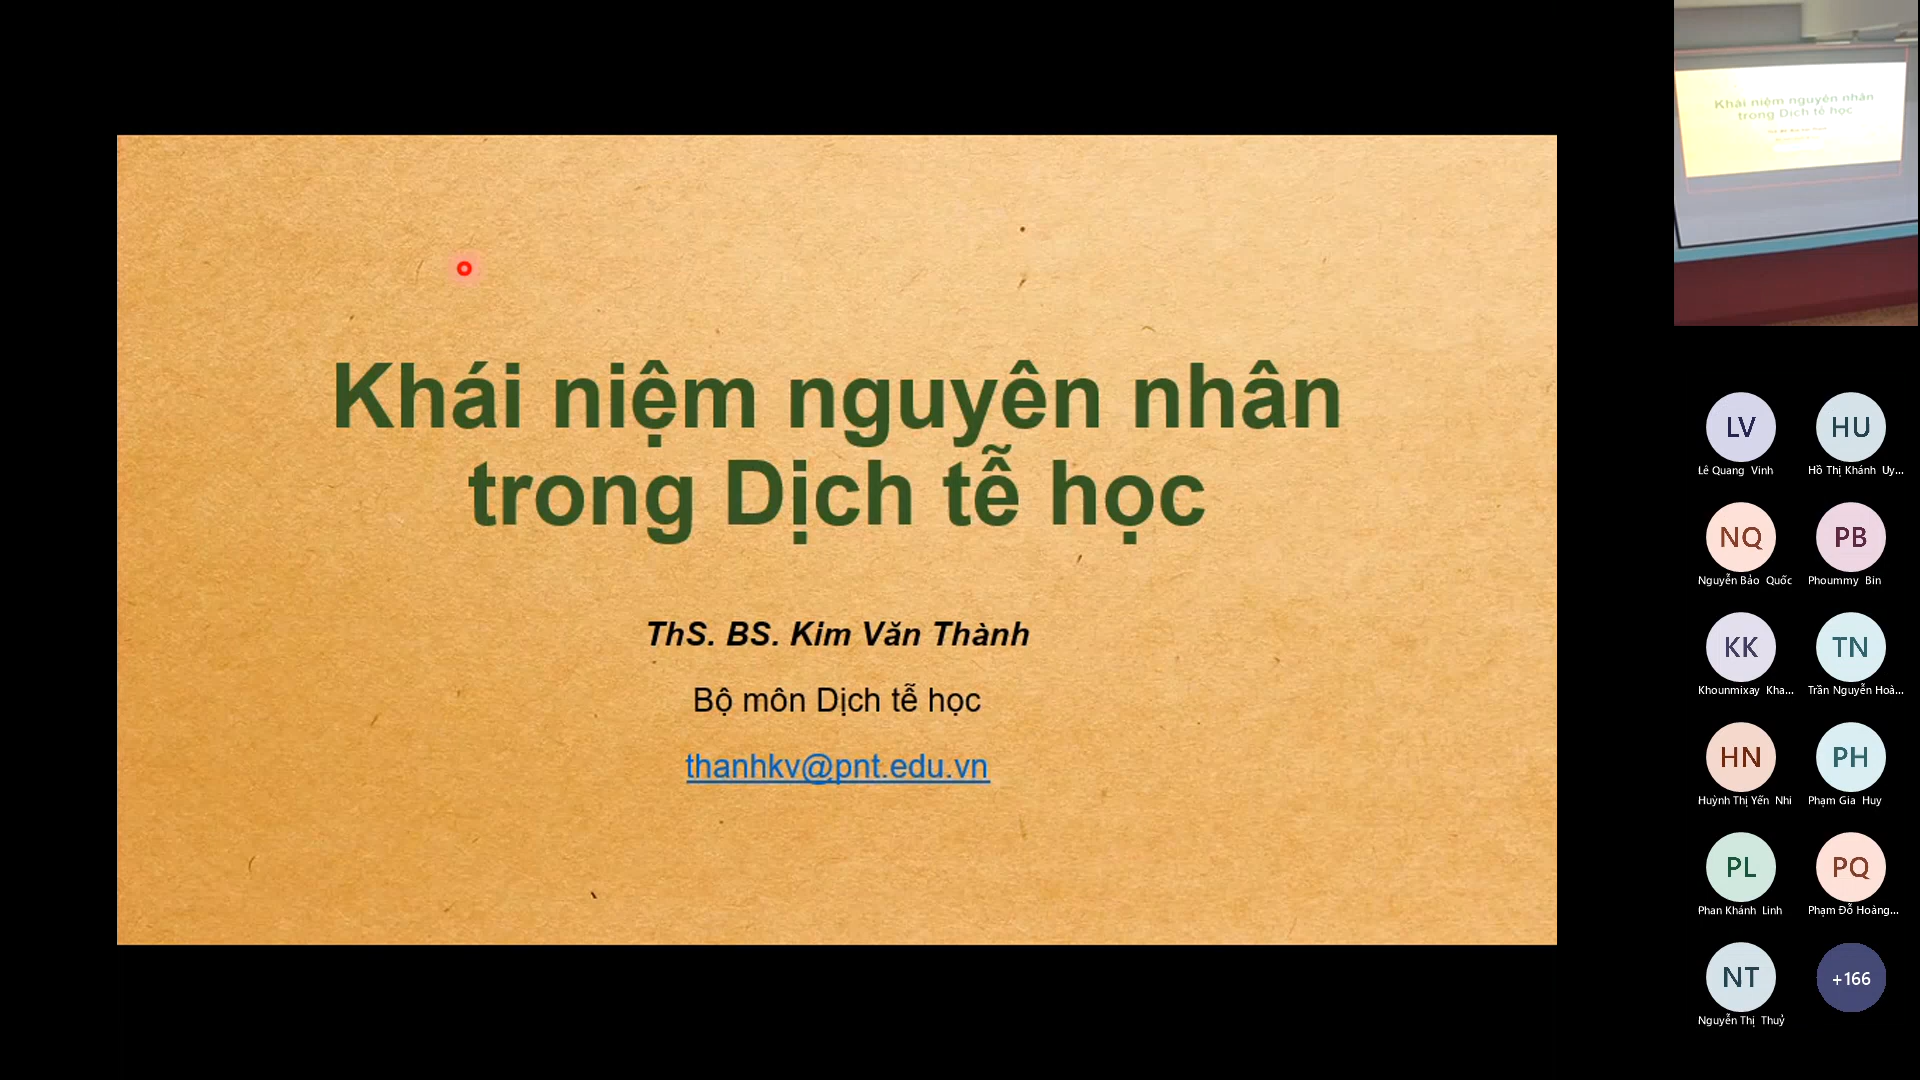 Khái niệm nguyên nhân
trong Dịch tễ học
ThS. BS. Kim Văn Thành
Bộ môn Dịch tễ học
thanhkv@pnt.edu.vn
Khái niệm nguyên nhân
trong Dịch tễ học
LV
Lê Quang Vinh
HU
Hồ Thị Khánh Uy...
NQ
Nguyễn Bảo Quốc
PB
Phoummy Bin
KK
Khounmixay Kha...
TN
Trần Nguyễn Hoà...
HN
Huỳnh Thị Yến Nhi
PH
Phạm Gia Huy
PL
Phan Khánh Linh
PQ
Phạm Đỗ Hoàng...
NT
Nguyễn Thị Thuỷ
+166